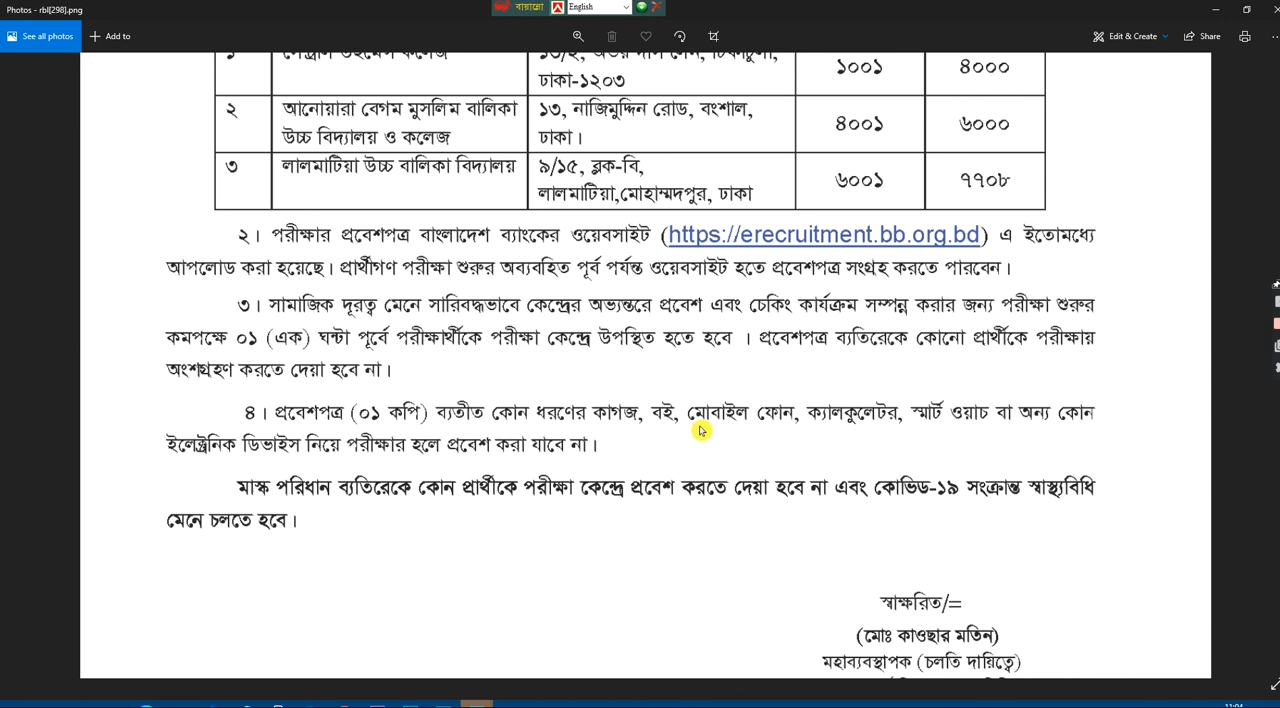 Photos - rbl[298].png
বায়ান্নো
English
See all photos
Add to
Edit & Create
Share
১
১০০১
৪০০০
ঢাকা-১২০৩
২
আনোয়ারা বেগম মুসলিম বালিকা
উচ্চ বিদ্যালয় ও কলেজ
১৩, নাজিমুদ্দিন রোড, বংশাল,
ঢাকা।
৪০০১
৬০০০
৩
লালমাটিয়া উচ্চ বালিকা বিদ্যালয়
৯/১৫, ব্লক-বি,
লালমাটিয়া,মোহাম্মদপুর, ঢাকা
৬০০১
৭৭০৮
২। পরীক্ষার প্রবেশপত্র বাংলাদেশ ব্যাংকের ওয়েবসাইট (https://erecruitment.bb.org.bd) এ ইতোমধ্যে
আপলোড করা হয়েছে। প্রার্থীগণ পরীক্ষা শুরুর অব্যবহিত পূর্ব পর্যন্ত ওয়েবসাইট হতে প্রবেশপত্র সংগ্রহ করতে পারবেন।
৩। সামাজিক দূরত্ব মেনে সারিবদ্ধভাবে কেন্দ্রের অভ্যন্তরে প্রবেশ এবং চেকিং কার্যক্রম সম্পন্ন করার জন্য পরীক্ষা শুরুর
কমপক্ষে ০১ (এক) ঘন্টা পূর্বে পরীক্ষার্থীকে পরীক্ষা কেন্দ্রে উপস্থিত হতে হবে । প্রবেশপত্র ব্যতিরেকে কোনো প্রার্থীকে পরীক্ষায়
অংশগ্রহণ করতে দেয়া হবে না।
৪। প্রবেশপত্র (০১ কপি) ব্যতীত কোন ধরণের কাগজ, বই, মোবাইল ফোন, ক্যালকুলেটর, স্মার্ট ওয়াচ বা অন্য কোন
ইলেক্ট্রনিক ডিভাইস নিয়ে পরীক্ষার হলে প্রবেশ করা যাবে না।
মাস্ক পরিধান ব্যতিরেকে কোন প্রার্থীকে পরীক্ষা কেন্দ্রে প্রবেশ করতে দেয়া হবে না এবং কোভিড-১৯ সংক্রান্ত স্বাস্থ্যবিধি
মেনে চলতে হবে।
স্বাক্ষরিত/=
(মোঃ কাওছার মতিন)
মহাব্যবস্থাপক (চলতি দায়িত্বে)